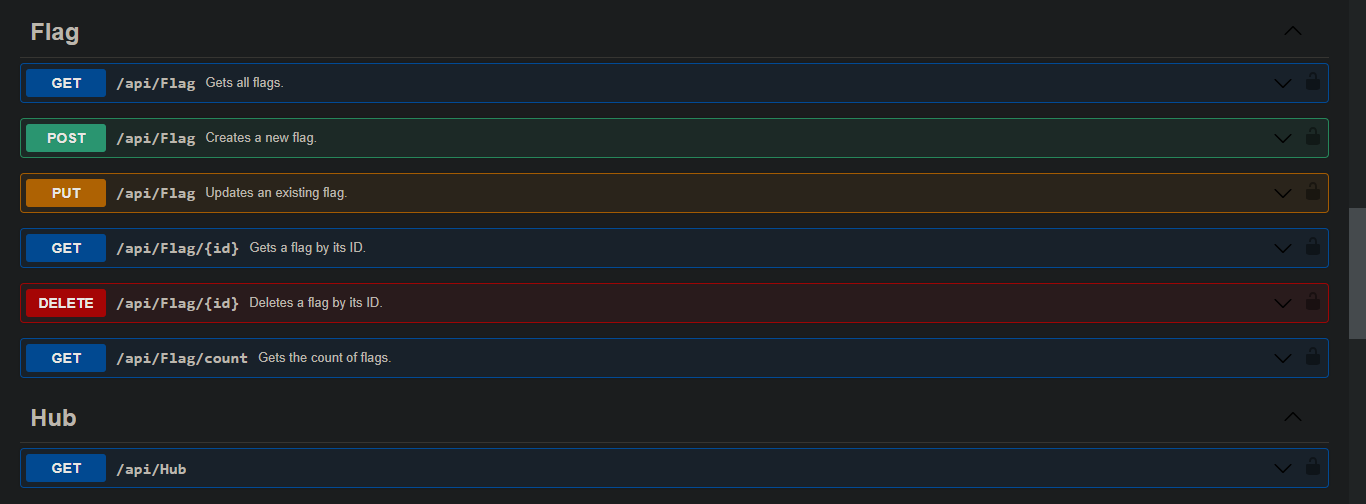 Flag
GET /api/Flag Gets all flags.
POST /api/Flag Creates a new flag.
PUT /api/Flag Updates an existing flag.
GET /api/Flag/{id} Gets a flag by its ID.
DELETE /api/Flag/{id} Deletes a flag by its ID.
GET /api/Flag/count Gets the count of flags.
Hub
GET /api/Hub